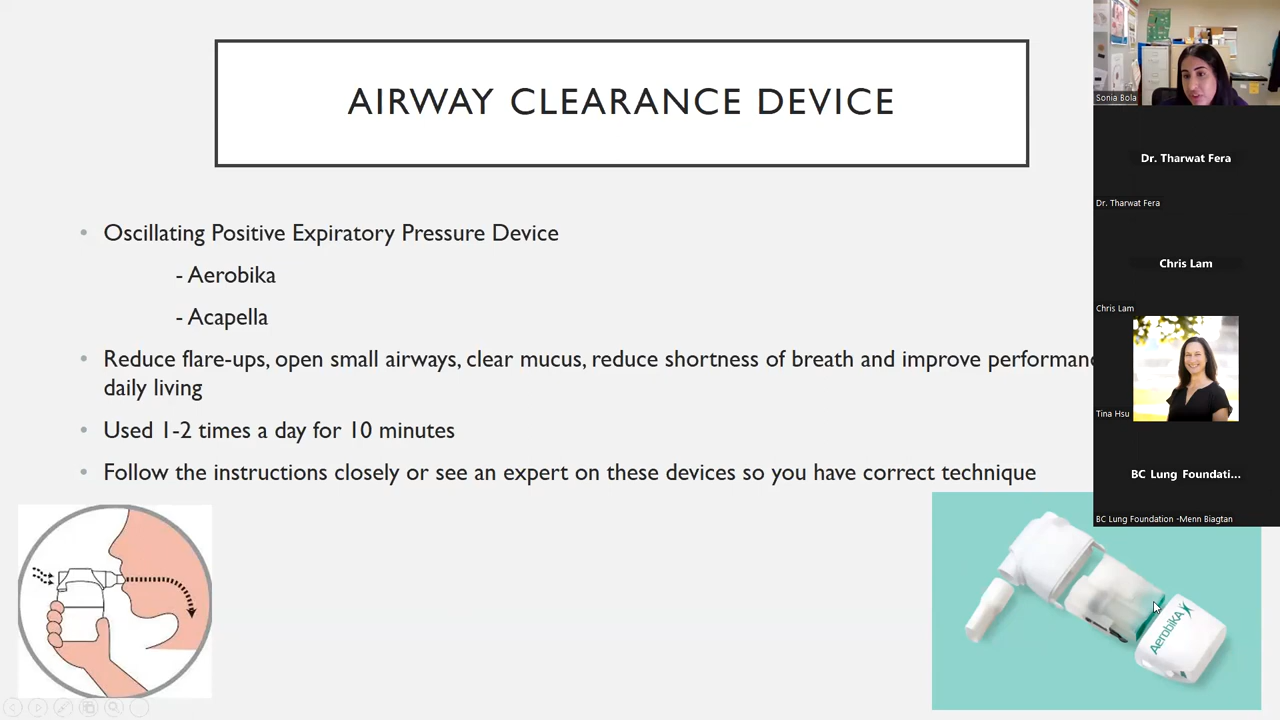 AIRWAY CLEARANCE DEVICE
• Oscillating Positive Expiratory Pressure Device
- Aerobika
- Acapella
• Reduce flare-ups, open small airways, clear mucus, reduce shortness of breath and improve performanc
daily living
• Used 1-2 times a day for 10 minutes
• Follow the instructions closely or see an expert on these devices so you have correct technique
AerobiKA
Sonia Bola
Dr. Tharwat Fera
Dr. Tharwat Fera
Chris Lam
Chris Lam
Tina Hsu
BC Lung Foundati...
BC Lung Foundation -Menn Biagtan